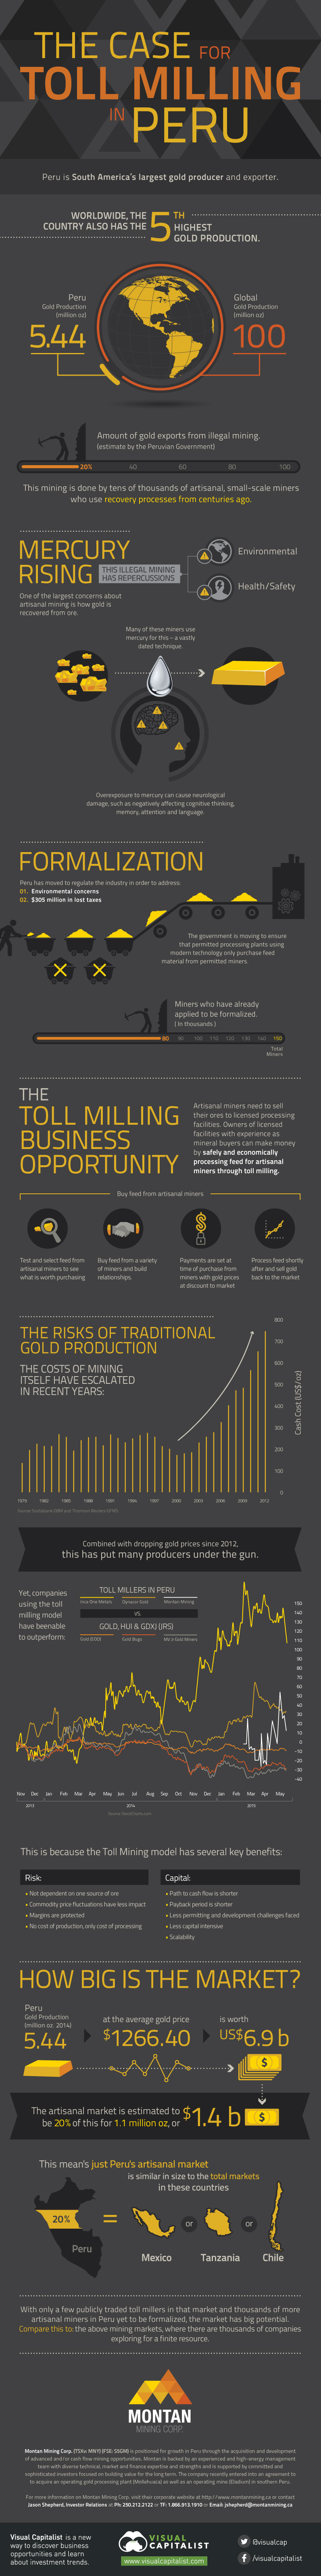 THE CASE FOR
TOLL MILLING
IN PERU
Peru is South America's largest gold producer and exporter.
WORLDWIDE, THE
COUNTRY ALSO HAS THE
5TH
HIGHEST
GOLD PRODUCTION.
Peru
Gold Production
(million oz)
5.44
Global
Gold Production
(million oz)
100
Amount of gold exports from illegal mining.
(estimate by the Peruvian Government)
20% 40 60 80 100
This mining is done by tens of thousands of artisanal, small-scale miners
who use recovery processes from centuries ago.
MERCURY
RISING
THIS ILLEGAL MINING
HAS REPERCUSSIONS
Environmental
Health/Safety
One of the largest concerns about
artisanal mining is how gold is
recovered from ore.
Many of these miners use
mercury for this – a vastly
dated technique.
Overexposure to mercury can cause neurological
damage, such as negatively affecting cognitive thinking,
memory, attention and language.
FORMALIZATION
Peru has moved to regulate the industry in order to address:
01. Environmental concerns
02. $305 million in lost taxes
The government is moving to ensure
that permitted processing plants using
modern technology only purchase feed
material from permitted miners.
Miners who have already
applied to be formalized.
(In thousands)
80 90 100 110 120 130 140 150
Total
Miners
THE
TOLL MILLING
BUSINESS
OPPORTUNITY
Artisanal miners need to sell
their ores to licensed processing
facilities. Owners of licensed
facilities with experience as
mineral buyers can make money
by safely and economically
processing feed for artisanal
miners through toll milling.
Buy feed from artisanal miners
Test and select feed from
artisanal miners to see
what is worth purchasing
Buy feed from a variety
of miners and build
relationships.
Payments are set at
time of purchase from
miners with gold prices
at discount to market
Process feed shortly
after and sell gold
back to the market
THE RISKS OF TRADITIONAL
GOLD PRODUCTION
THE COSTS OF MINING
ITSELF HAVE ESCALATED
IN RECENT YEARS:
800
700
600
500
400
300
200
100
0
Cash Cost (US$/oz)
1979 1982 1985 1988 1991 1994 1997 2000 2003 2006 2009 2012
Combined with dropping gold prices since 2012,
this has put many producers under the gun.
Yet, companies
using the toll
milling model
have beenable
to outperform:
TOLL MILLERS IN PERU
Inca One Metals Dynacor Gold Montan Mining
VS.
GOLD, HUI & GDXJ (JRS)
Gold (EOD) Gold Bugs MV Jr Gold Miners
150
140
130
120
110
100
90
80
70
60
50
40
30
20
10
0
-10
-20
-30
-40
Nov Dec Jan Feb Mar Apr May Jun Jul Aug Sep Oct Nov Dec Jan Feb Mar Apr May
2013 2014 2015
Source: StockCharts.com
This is because the Toll Mining model has several key benefits:
Risk:
• Not dependent on one source of ore
• Commodity price fluctuations have less impact
• Margins are protected
• No cost of production, only cost of processing
Capital:
• Path to cash flow is shorter
• Payback period is shorter
• Less permitting and development challenges faced
• Less capital intensive
• Scalability
HOW BIG IS THE MARKET?
Peru
Gold Production
(million oz, 2014)
5.44
at the average gold price
$1266.40
is worth
US$6.9 b
The artisanal market is estimated to
be 20% of this for 1.1 million oz, or
$1.4 b
This mean's just Peru's artisanal market
is similar in size to the total markets
in these countries
20%
Peru
=
Mexico
or
Tanzania
or
Chile
With only a few publicly traded toll millers in that market and thousands of more
artisanal miners in Peru yet to be formalized, the market has big potential.
Compare this to: the above mining markets, where there are thousands of companies
exploring for a finite resource.
MONTAN
MINING CORP.
Montan Mining Corp. (TSXv: MNY) (FSE: S5GM) is positioned for growth in Peru through the acquisition and development
of advanced and/or cash flow mining opportunities. Montan is backed by an experienced and high-energy management
team with diverse technical, market and finance expertise and strengths and is supported by committed and
sophisticated investors focused on building value for the long term. The company recently entered into an agreement to
to acquire an operating gold processing plant (Mollehuaca) as well as an operating mine (Eladium) in southern Peru.
For more information on Montan Mining Corp. visit their corporate website at http://www.montanmining.ca or contact
Jason Shepherd, Investor Relations at Ph: 250.212.2122 or TF: 1.866.913.1910 or Email: jshepherd@montanmining.ca
Visual Capitalist is a new
way to discover business
opportunities and learn
about investment trends.
VISUAL
CAPITALIST
www.visualcapitalist.com
@visualcap
/visualcapitalist